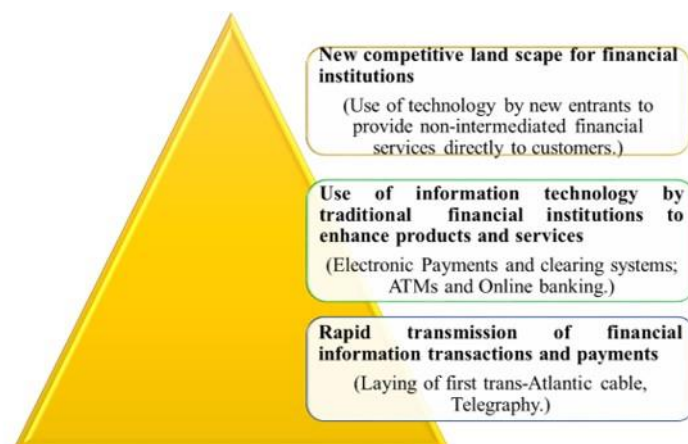 New competitive land scape for financial
institutions
(Use of technology by new entrants to
provide non-intermediated financial
services directly to customers.)
Use of information technology by
traditional financial institutions to
enhance products and services
(Electronic Payments and clearing systems;
ATMs and Online banking.)
Rapid transmission of financial
information transactions and payments
(Laying of first trans-Atlantic cable,
Telegraphy.)